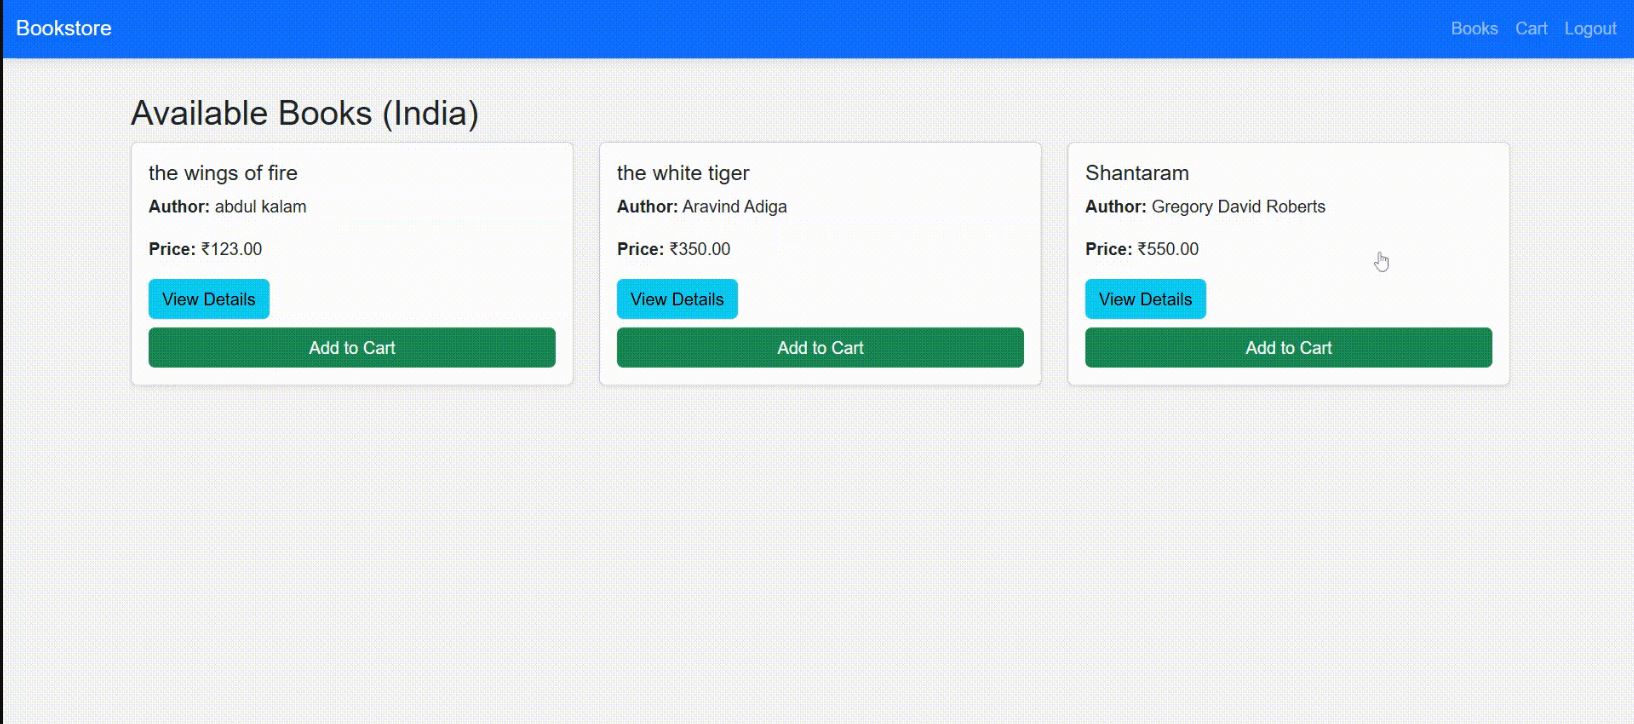 Bookstore
Books Cart Logout
Available Books (India)
the wings of fire
Author: abdul kalam
Price: ₹123.00
View Details
Add to Cart
the white tiger
Author: Aravind Adiga
Price: ₹350.00
View Details
Add to Cart
Shantaram
Author: Gregory David Roberts
Price: ₹550.00
View Details
Add to Cart